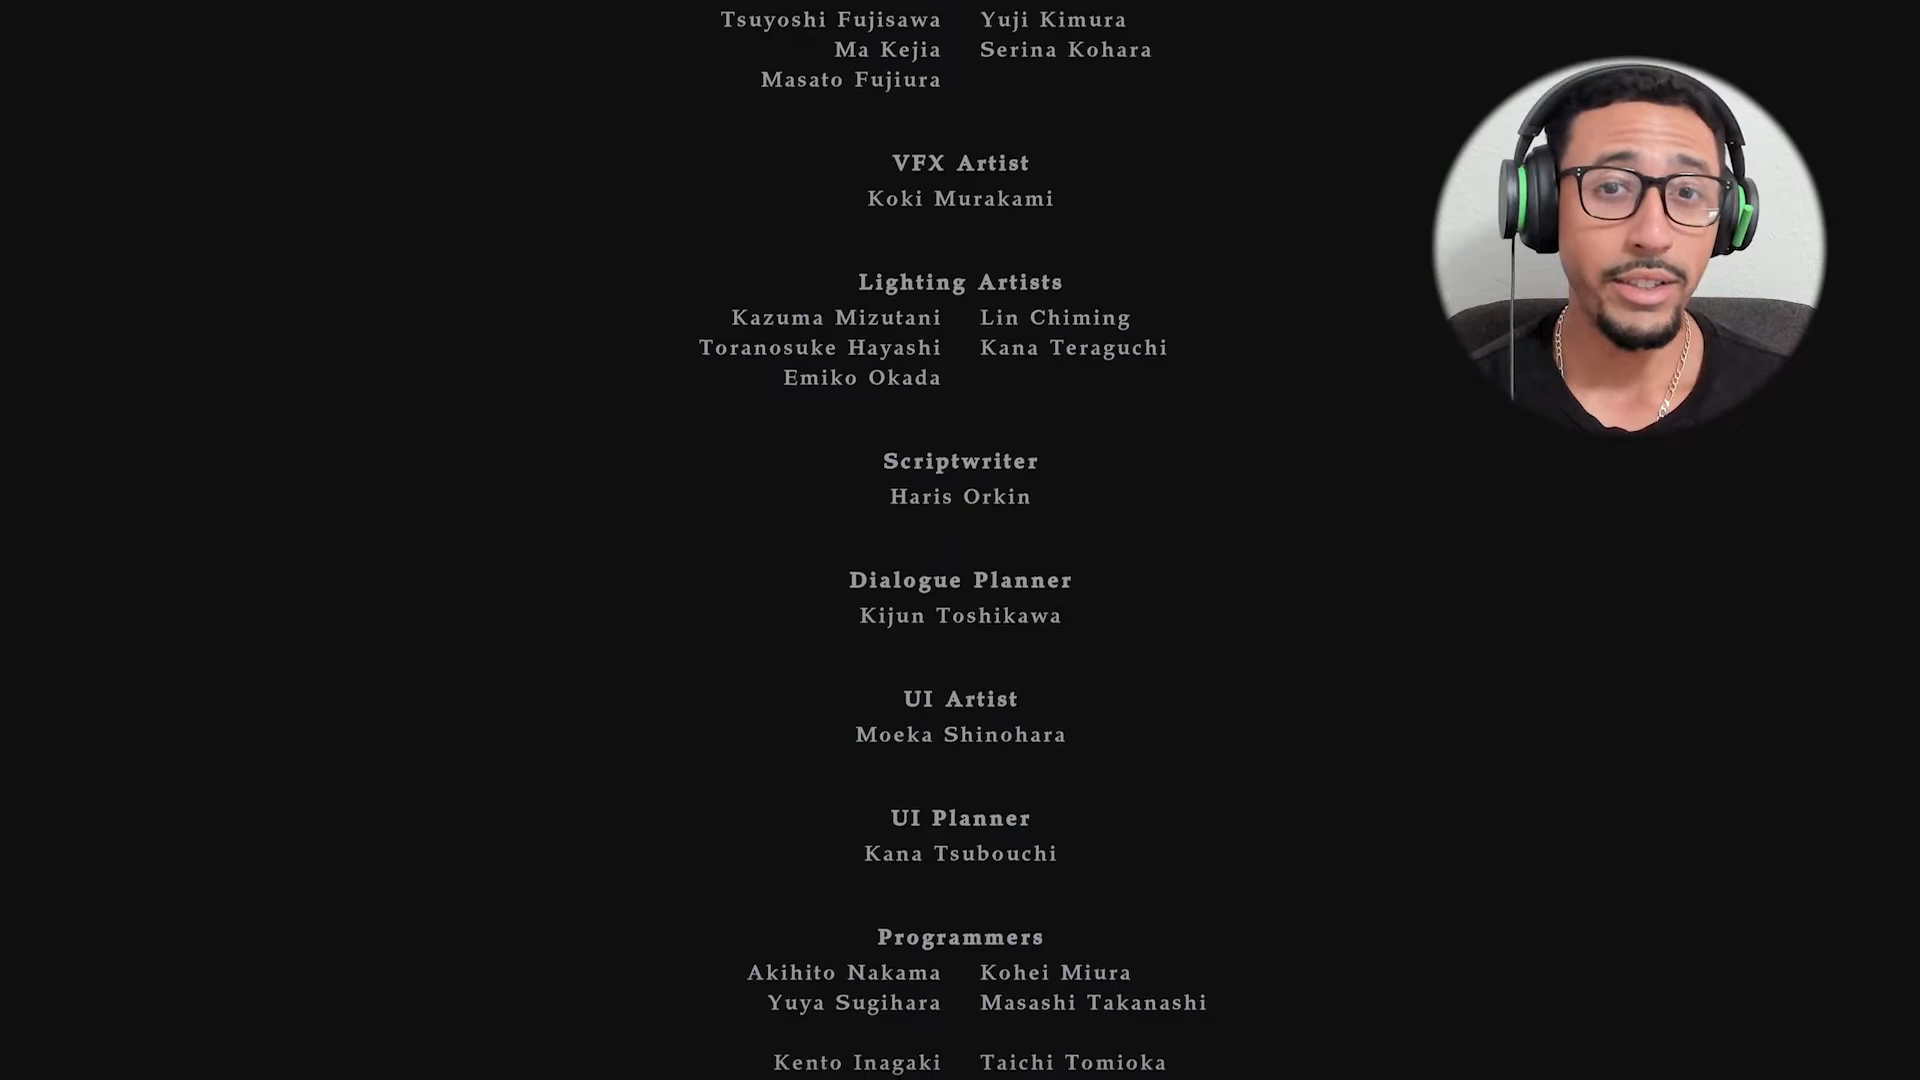 Tsuyoshi Fujisawa Yuji Kimura
Ma Kejia Serina Kohara
Masato Fujiura
VFX Artist
Koki Murakami
Lighting Artists
Kazuma Mizutani Lin Chiming
Toranosuke Hayashi Kana Teraguchi
Emiko Okada
Scriptwriter
Haris Orkin
Dialogue Planner
Kijun Toshikawa
UI Artist
Moeka Shinohara
UI Planner
Kana Tsubouchi
Programmers
Akihito Nakama Kohei Miura
Yuya Sugihara Masashi Takanashi
Kento Inagaki Taichi Tomioka